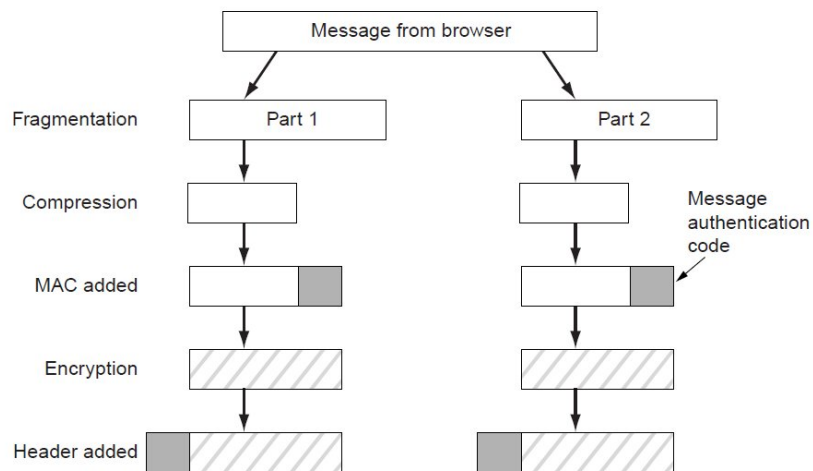 Message from browser
Fragmentation
Part 1
Part 2
Compression
Message
authentication
code
MAC added
Encryption
Header added